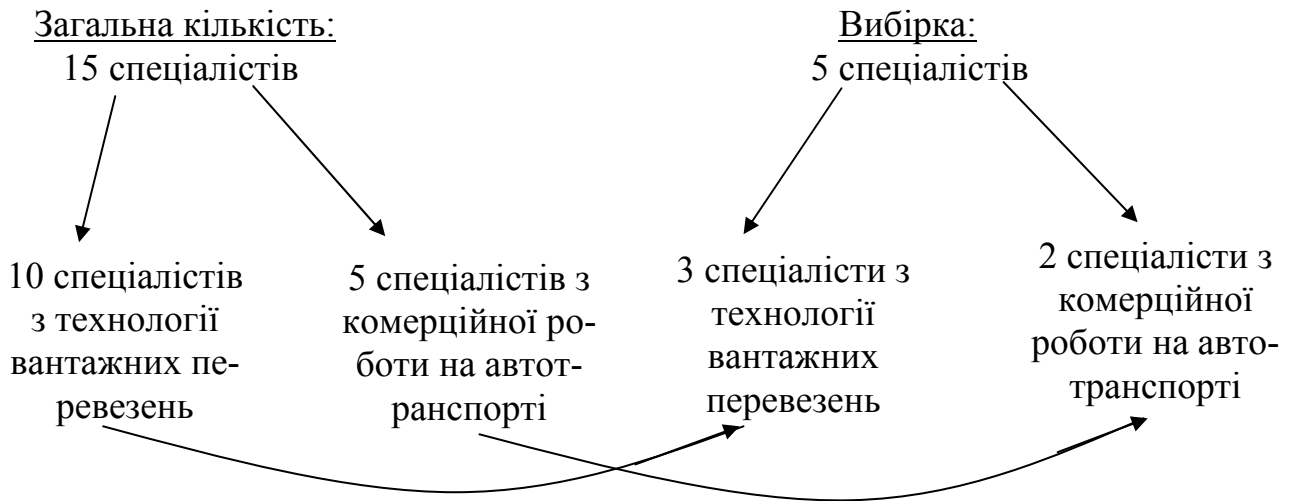 Загальна кількість:
15 спеціалістів
Вибірка:
5 спеціалістів
10 спеціалістів
з технології
вантажних пе-
ревезень
5 спеціалістів з
комерційної ро-
боти на автот-
ранспорті
3 спеціалісти з
технології
вантажних
перевезень
2 спеціалісти з
комерційної
роботи на авто-
транспорті